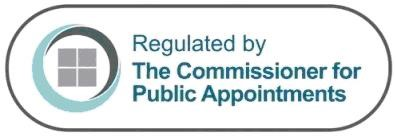 Regulated by
The Commissioner for
Public Appointments